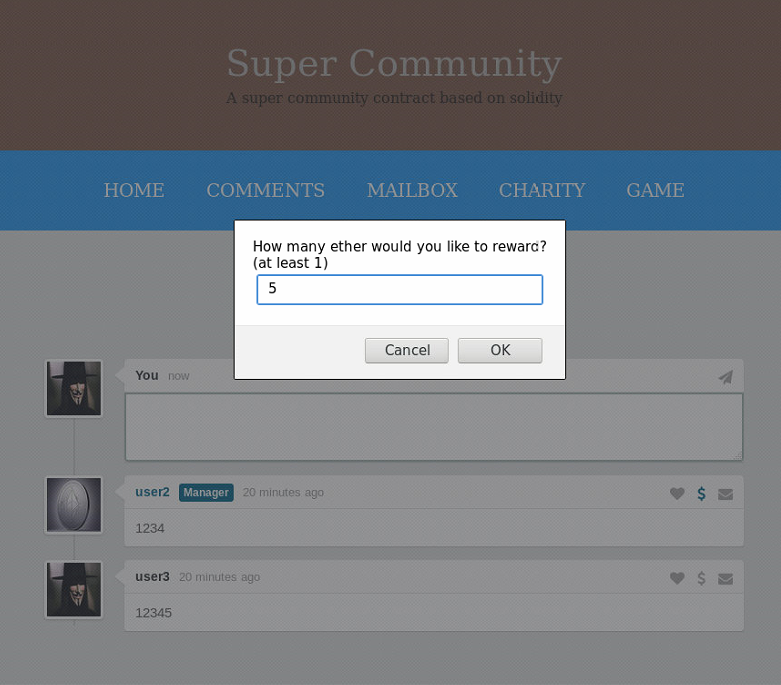 Super Community
A super community contract based on solidity
HOME COMMENTS MAILBOX CHARITY GAME
How many ether would you like to reward?
(at least 1)
5
Cancel OK
You now
user2 Manager 20 minutes ago
1234
user3 20 minutes ago
12345